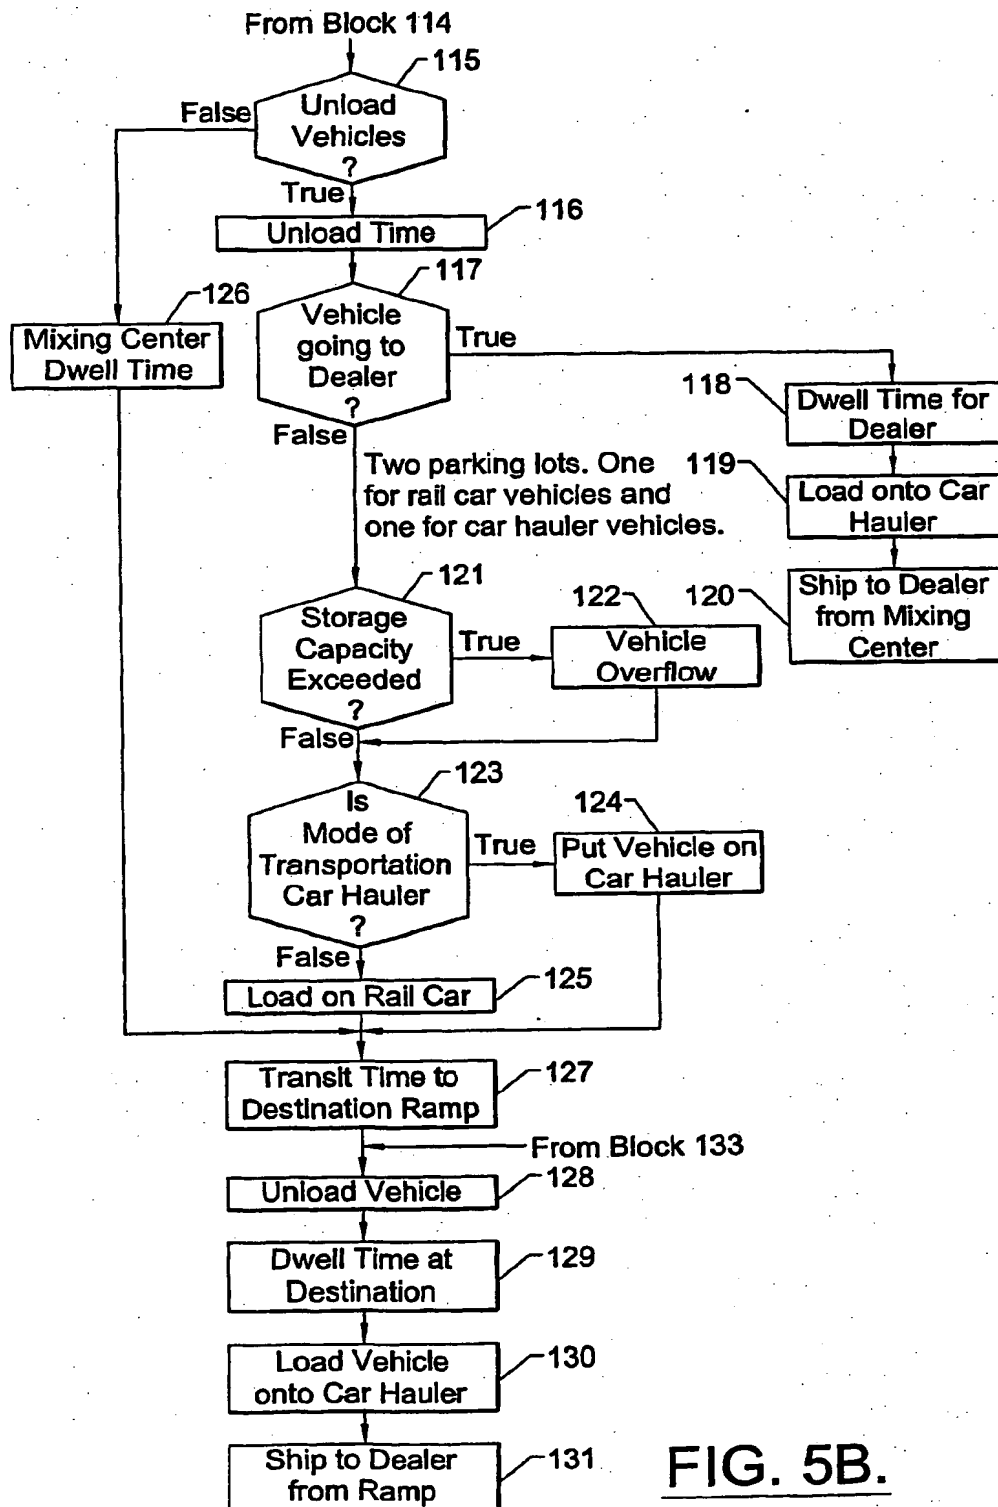 From Block 114
115
False
Unload
Vehicles
?
True
116
Unload Time
117
126
Mixing Center
Dwell Time
Vehicle
going to
Dealer
?
True
False
118
Dwell Time for
Dealer
Two parking lots. One
for rail car vehicles and
one for car hauler vehicles.
119
Load onto Car
Hauler
121
120
Ship to Dealer
from Mixing
Center
Storage
Capacity
Exceeded
?
True
122
Vehicle
Overflow
False
123
Is
Mode of
Transportation
Car Hauler
?
True
124
Put Vehicle on
Car Hauler
False
Load on Rail Car
125
Transit Time to
Destination Ramp
127
From Block 133
Unload Vehicle
128
Dwell Time at
Destination
129
Load Vehicle
onto Car Hauler
130
Ship to Dealer
from Ramp
131
FIG. 5B.